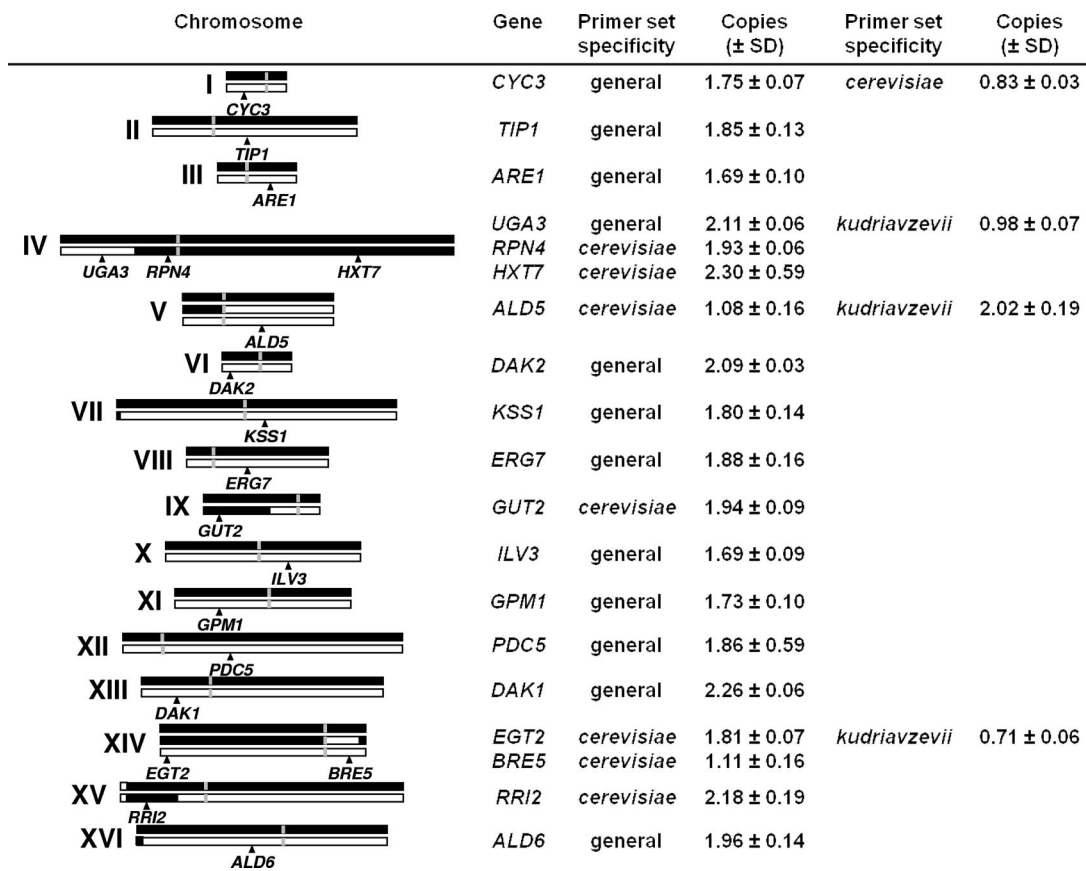 Chromosome Gene Primer set specificity Copies (± SD) Primer set specificity Copies (± SD)
I CYC3 CYC3 general 1.75 ± 0.07 cerevisiae 0.83 ± 0.03
II TIP1 TIP1 general 1.85 ± 0.13
III ARE1 ARE1 general 1.69 ± 0.10
UGA3 general 2.11 ± 0.06 kudriavzevii 0.98 ± 0.07
IV RPN4 cerevisiae 1.93 ± 0.06
UGA3 RPN4 HXT7 HXT7 cerevisiae 2.30 ± 0.59
V ALD5 ALD5 cerevisiae 1.08 ± 0.16 kudriavzevii 2.02 ± 0.19
VI DAK2 DAK2 general 2.09 ± 0.03
VII KSS1 KSS1 general 1.80 ± 0.14
VIII ERG7 ERG7 general 1.88 ± 0.16
IX GUT2 GUT2 cerevisiae 1.94 ± 0.09
X ILV3 ILV3 general 1.69 ± 0.09
XI GPM1 GPM1 general 1.73 ± 0.10
XII PDC5 PDC5 general 1.86 ± 0.59
XIII DAK1 DAK1 general 2.26 ± 0.06
XIV EGT2 cerevisiae 1.81 ± 0.07 kudriavzevii 0.71 ± 0.06
EGT2 BRE5 BRE5 cerevisiae 1.11 ± 0.16
XV RRI2 RRI2 cerevisiae 2.18 ± 0.19
XVI ALD6 ALD6 general 1.96 ± 0.14